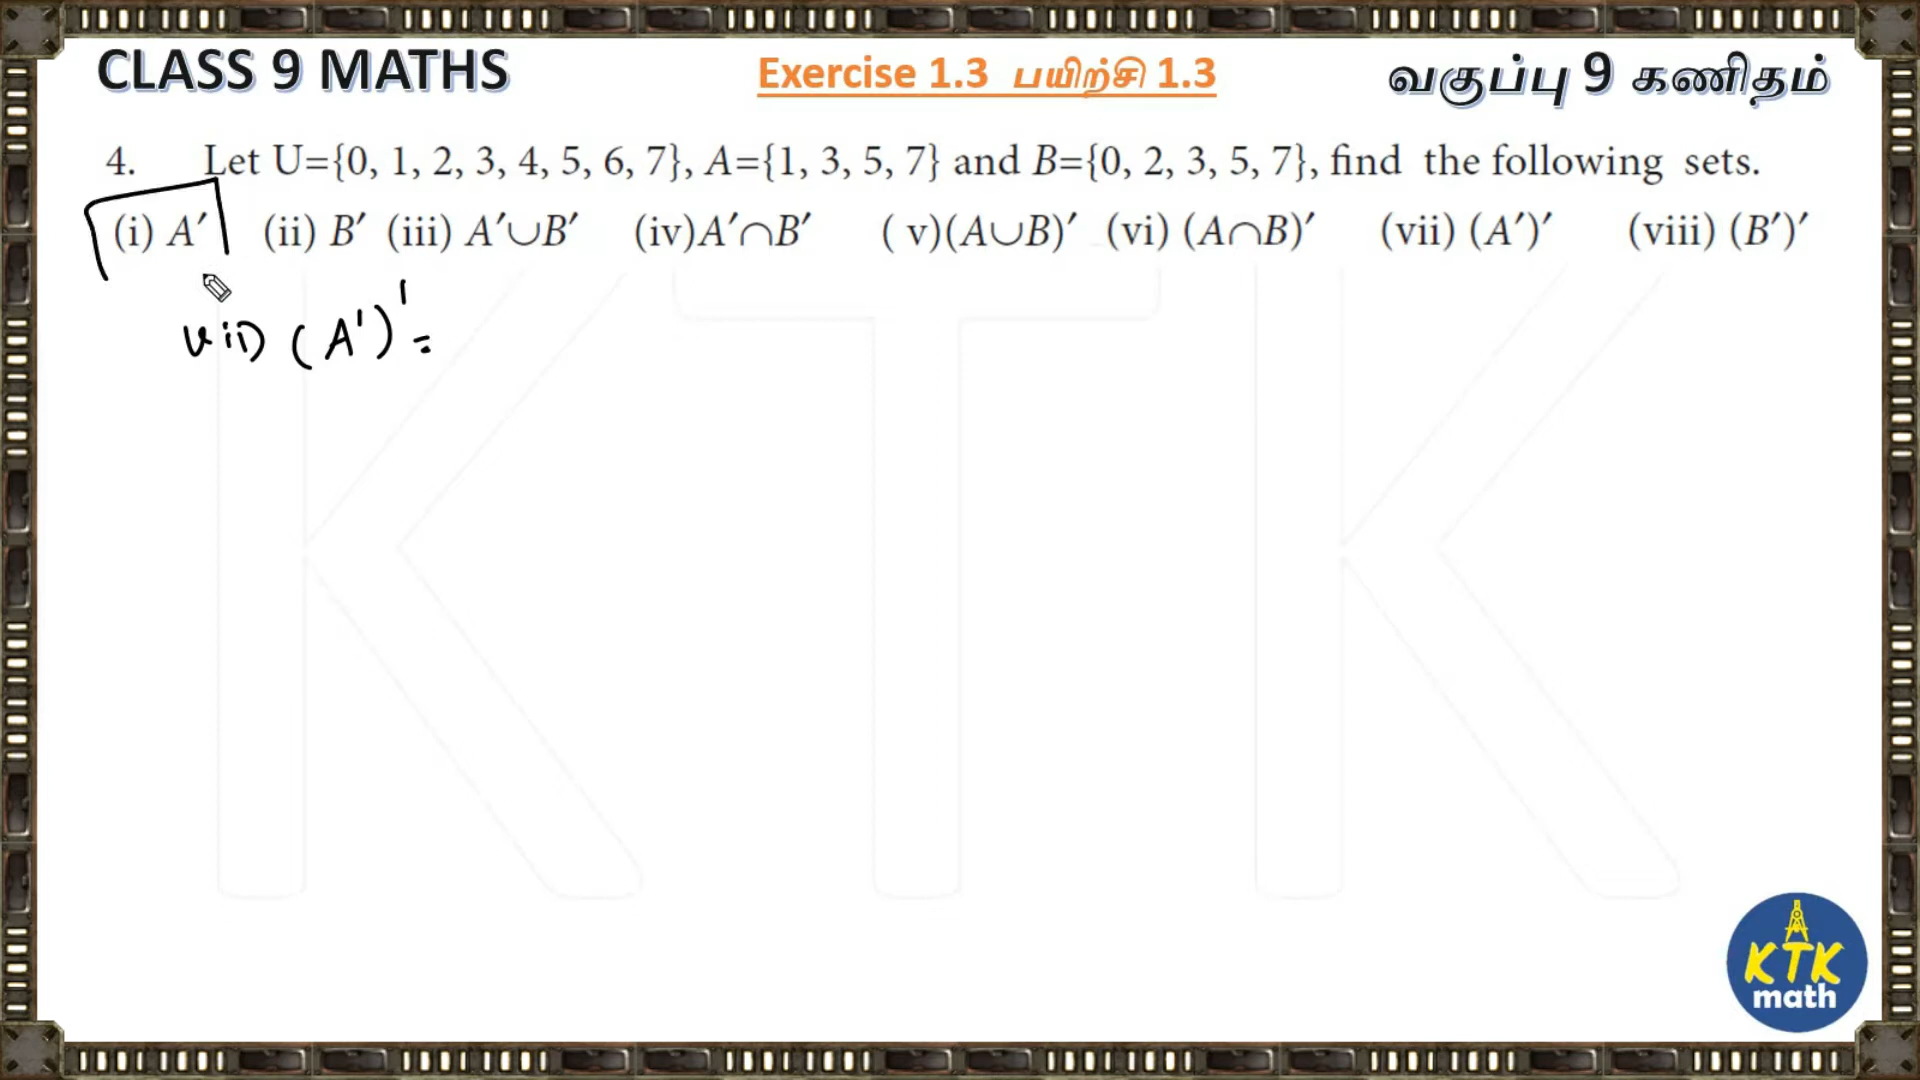 CLASS 9 MATHS
Exercise 1.3 பயிற்சி 1.3
வகுப்பு 9 கணிதம்
4. Let U={0, 1, 2, 3, 4, 5, 6, 7}, A={1, 3, 5, 7} and B={0, 2, 3, 5, 7}, find the following sets.
(i) A′ (ii) B′ (iii) A′∪B′ (iv)A′∩B′ ( v)(A∪B)′ (vi) (A∩B)′ (vii) (A′)′ (viii) (B′)′
vii) (A')' =
KTK
KTK
math